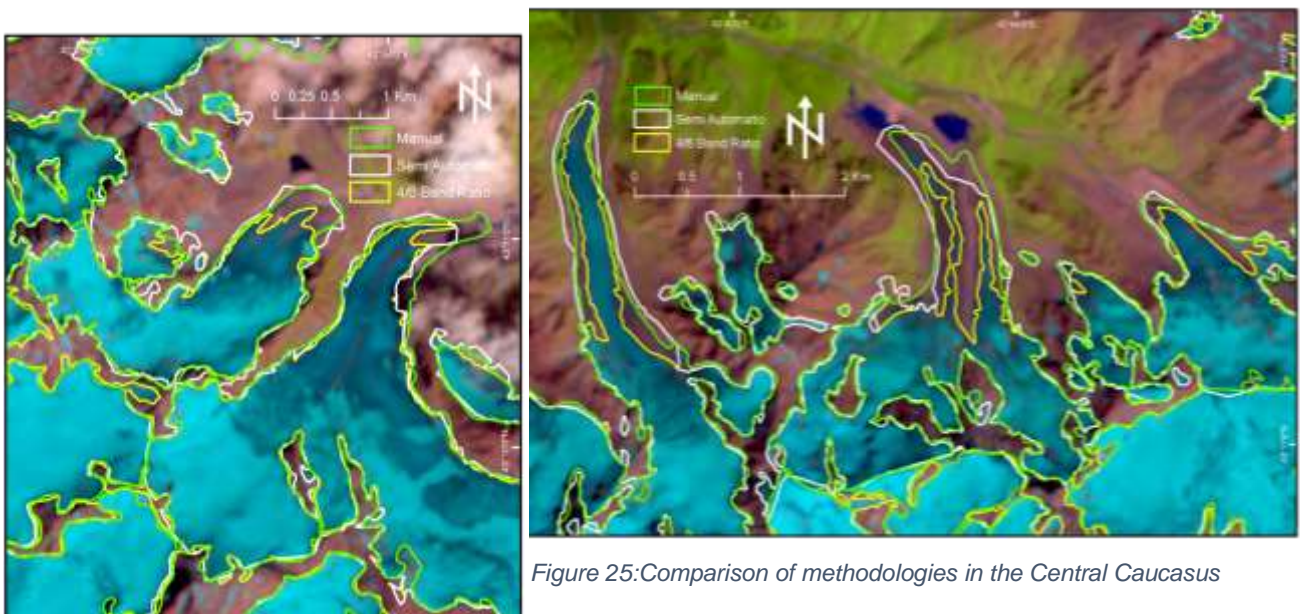 0 0.25 0.5 1 Km
N
Manual
Semi Automatic
4/6 Band Ratio
Manual
Semi Automatic
4/6 Band Ratio
N
0 0.5 1 2 Km
Figure 25:Comparison of methodologies in the Central Caucasus